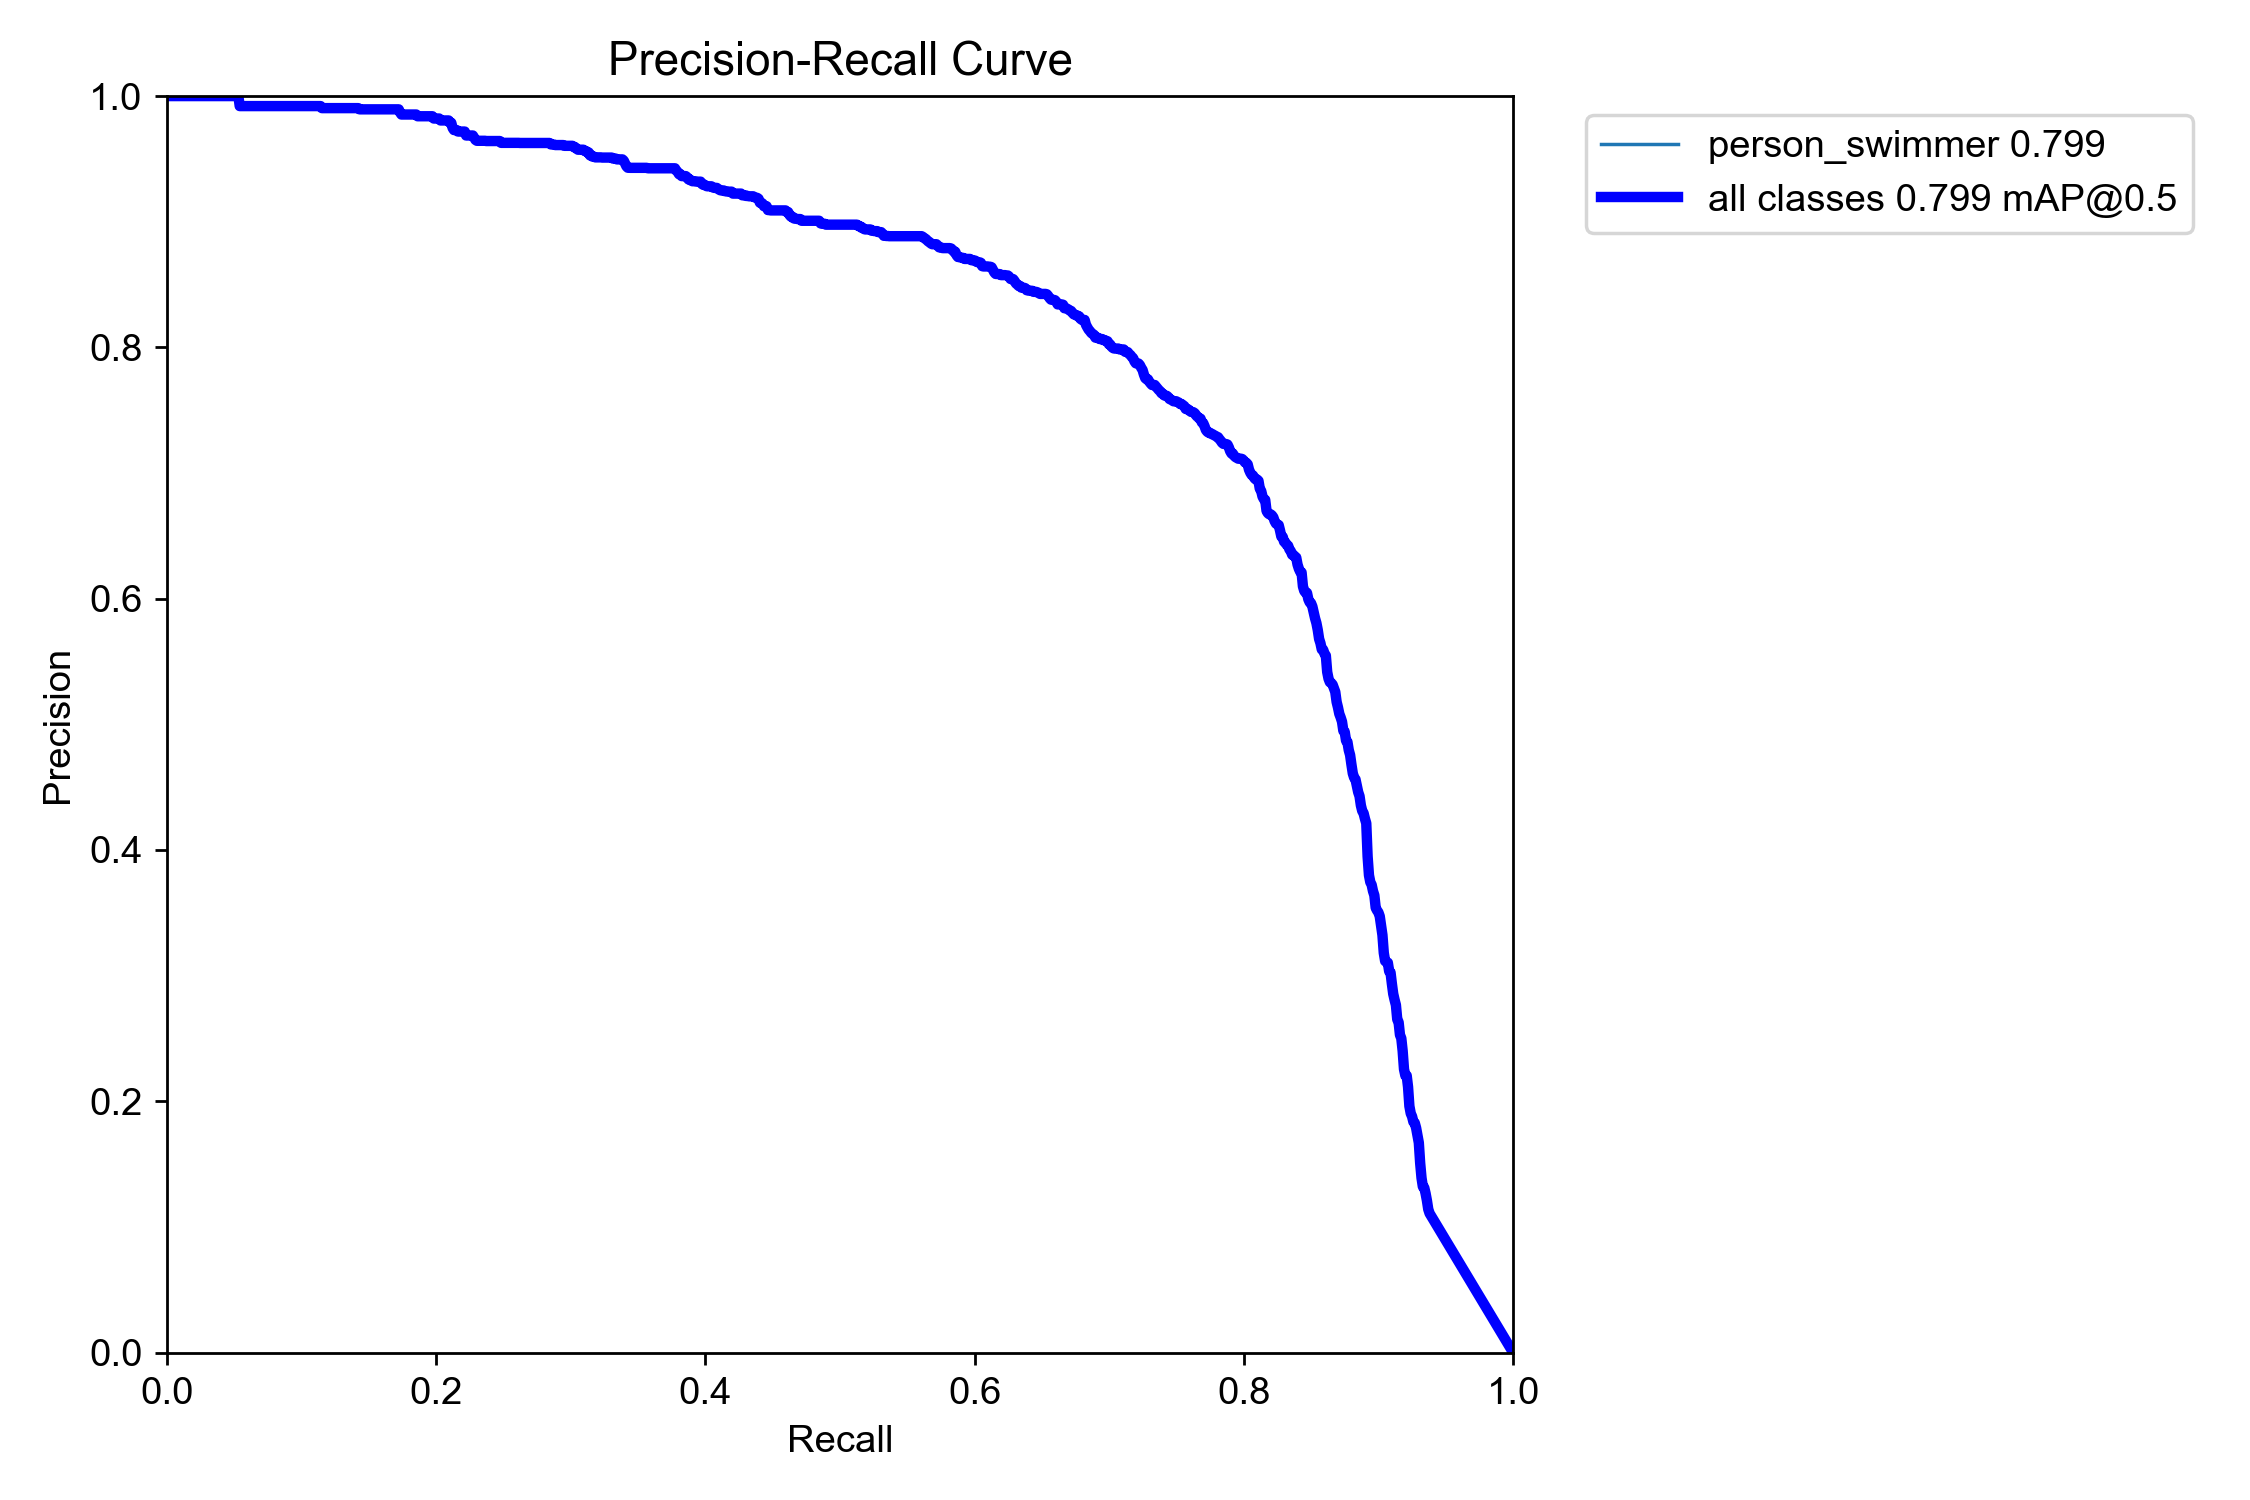 Precision-Recall Curve
person_swimmer 0.799
all classes 0.799 mAP@0.5
Precision
1.0
0.8
0.6
0.4
0.2
0.0
0.0 0.2 0.4 0.6 0.8 1.0
Recall